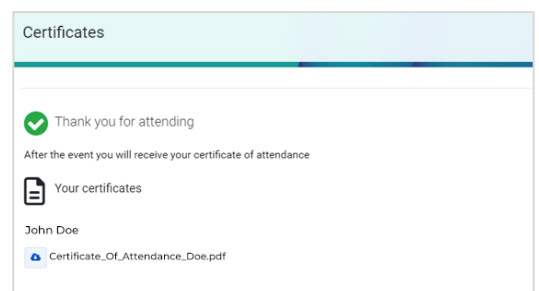 Certificates
Thank you for attending
After the event you will receive your certificate of attendance
Your certificates
John Doe
Certificate_Of_Attendance_Doe.pdf